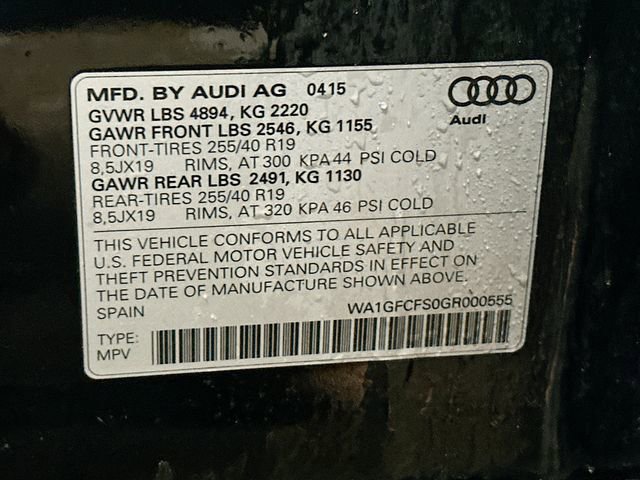 MFD. BY AUDI AG 0415
Audi
GVWR LBS 4894, KG 2220
GAWR FRONT LBS 2546, KG 1155
FRONT-TIRES 255/40 R19
8,5JX19 RIMS, AT 300 KPA 44 PSI COLD
GAWR REAR LBS 2491, KG 1130
REAR-TIRES 255/40 R19
8,5JX19 RIMS, AT 320 KPA 46 PSI COLD
THIS VEHICLE CONFORMS TO ALL APPLICABLE
U.S. FEDERAL MOTOR VEHICLE SAFETY AND
THEFT PREVENTION STANDARDS IN EFFECT ON
THE DATE OF MANUFACTURE SHOWN ABOVE.
SPAIN WA1GFCFS0GR000555
TYPE:
MPV